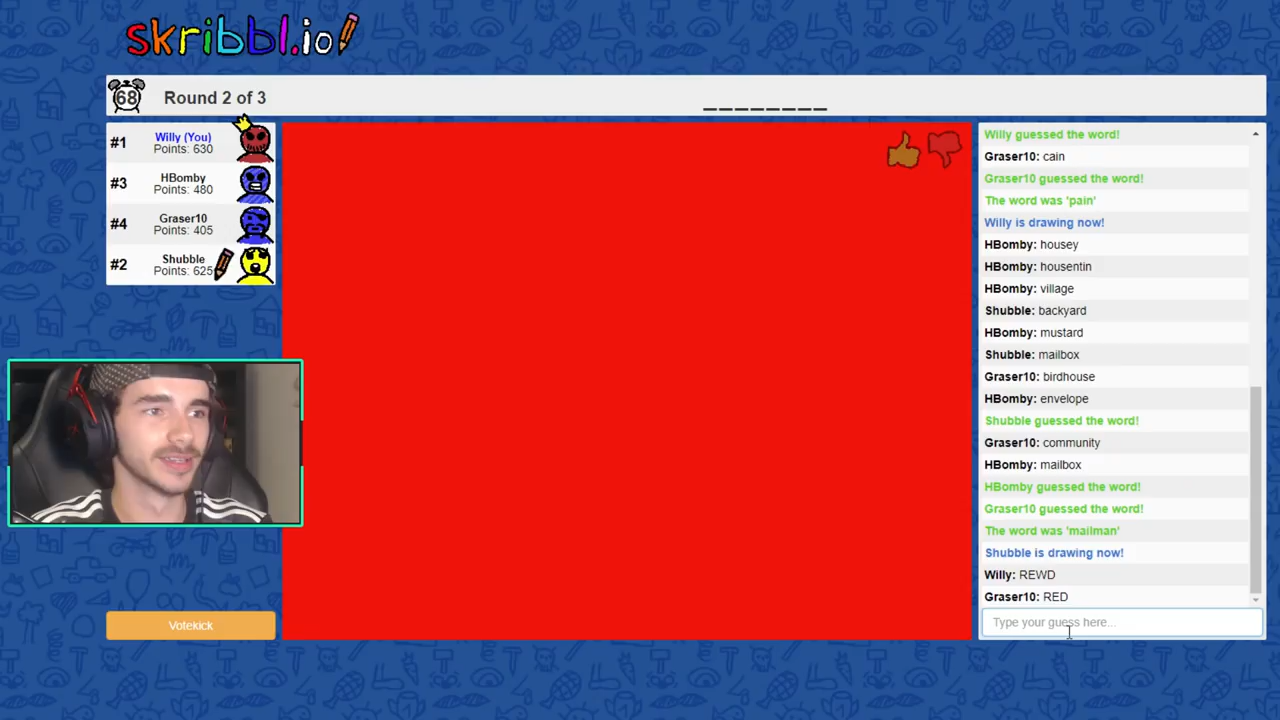 skribbl.io
68
Round 2 of 3
________
#1
Willy (You)
Points: 630
#3
HBomby
Points: 480
#4
Graser10
Points: 405
#2
Shubble
Points: 625
Votekick
Willy guessed the word!
Graser10: cain
Graser10 guessed the word!
The word was 'pain'
Willy is drawing now!
HBomby: housey
HBomby: housentin
HBomby: village
Shubble: backyard
HBomby: mustard
Shubble: mailbox
Graser10: birdhouse
HBomby: envelope
Shubble guessed the word!
Graser10: community
HBomby: mailbox
HBomby guessed the word!
Graser10 guessed the word!
The word was 'mailman'
Shubble is drawing now!
Willy: REWD
Graser10: RED
Type your guess here...